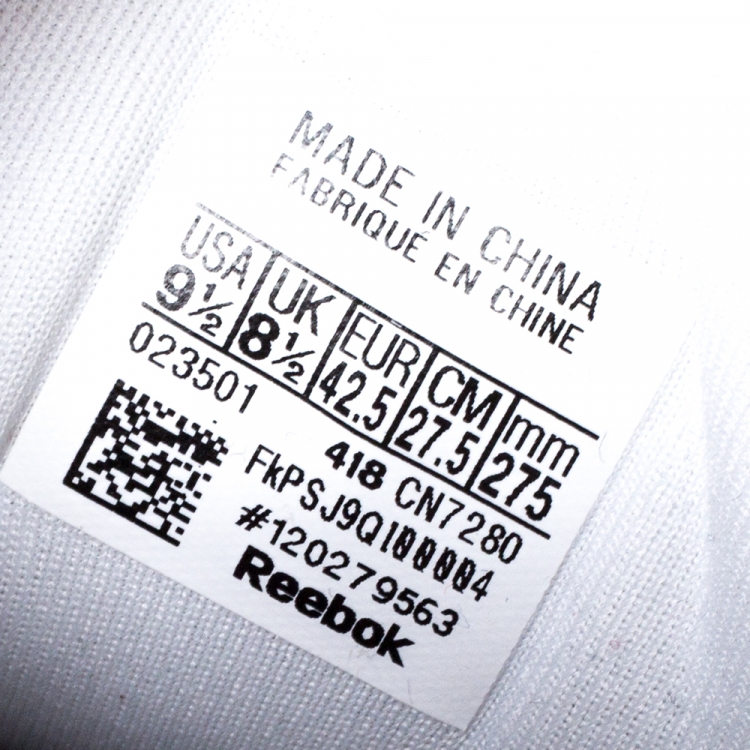 MADE IN CHINA
FABRIQUÉ EN CHINE
USA UK EUR CM mm
9½ 8½ 42.5 27.5 275
023501 418 CN7280
FKPSJ9Q100004
#120279563
Reebok